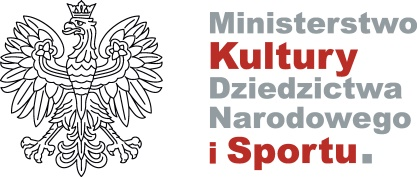 Ministerstwo
Kultury
Dziedzictwa
Narodowego
i Sportu.